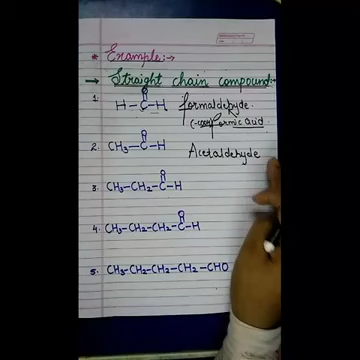 * Example:→
→ Straight chain compound:→
1. H-C-H Formaldehyde.
O
(-COOH) formic acid.
2. CH3-C-H Acetaldehyde
O
3. CH3-CH2-C-H
O
4. CH3-CH2-CH2-C-H
O
5. CH3-CH2-CH2-CH2-CHO